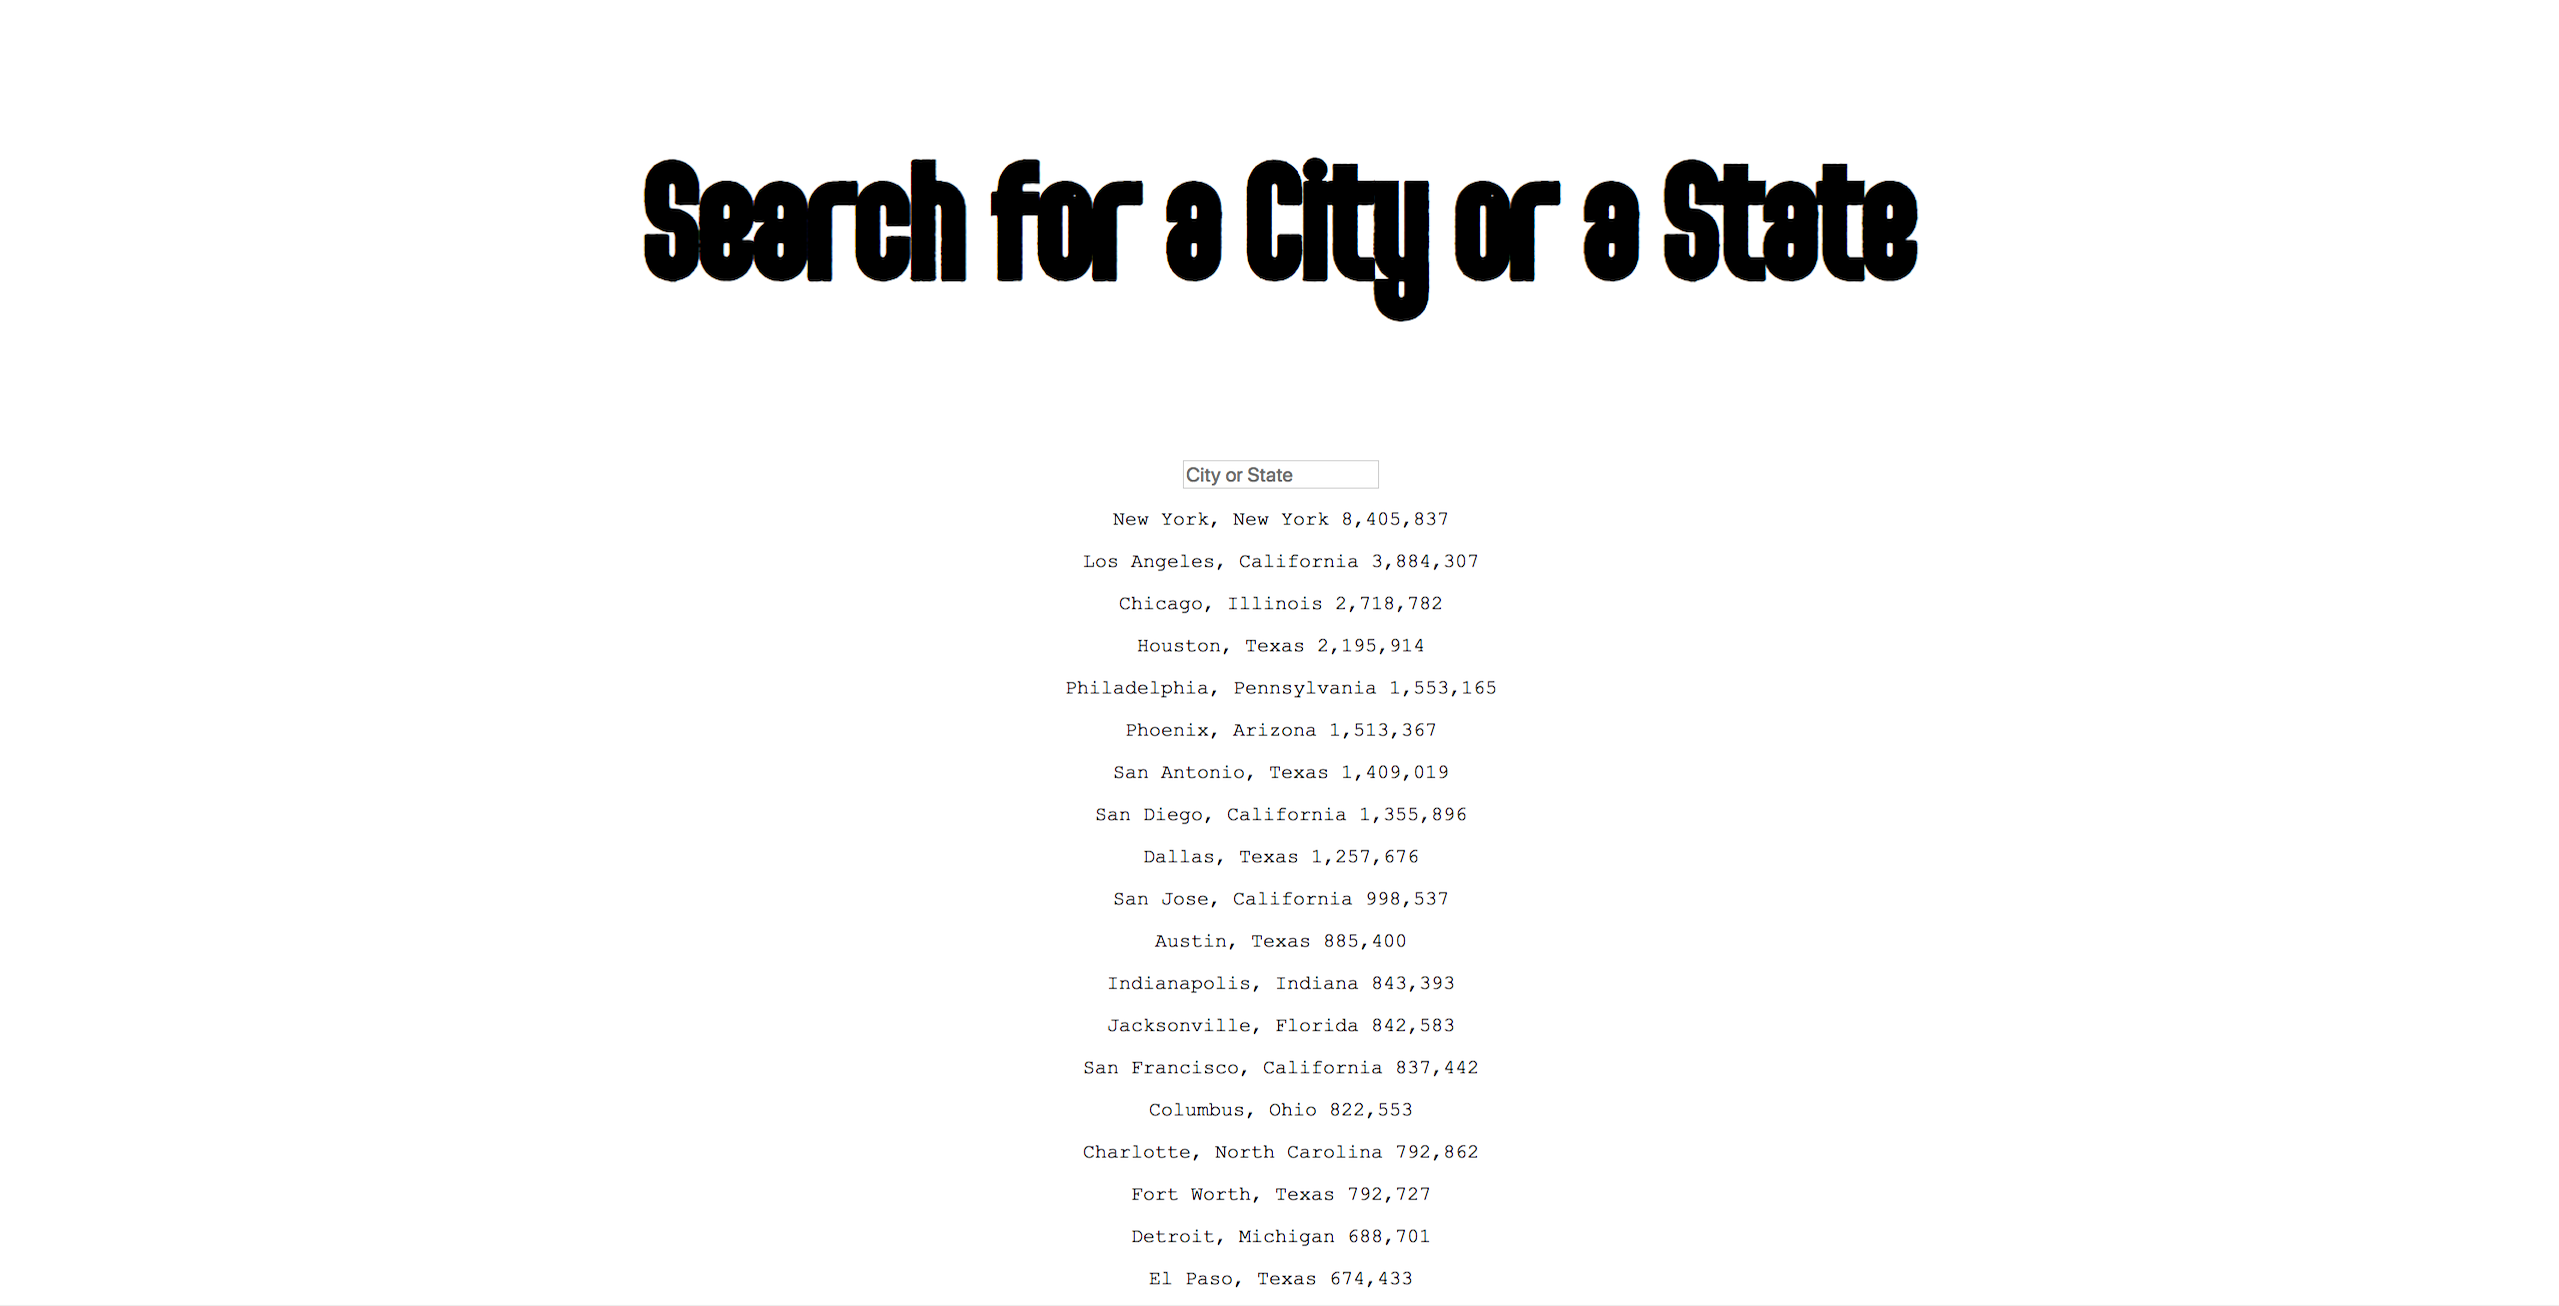 Search for a City or a State
City or State
New York, New York 8,405,837
Los Angeles, California 3,884,307
Chicago, Illinois 2,718,782
Houston, Texas 2,195,914
Philadelphia, Pennsylvania 1,553,165
Phoenix, Arizona 1,513,367
San Antonio, Texas 1,409,019
San Diego, California 1,355,896
Dallas, Texas 1,257,676
San Jose, California 998,537
Austin, Texas 885,400
Indianapolis, Indiana 843,393
Jacksonville, Florida 842,583
San Francisco, California 837,442
Columbus, Ohio 822,553
Charlotte, North Carolina 792,862
Fort Worth, Texas 792,727
Detroit, Michigan 688,701
El Paso, Texas 674,433